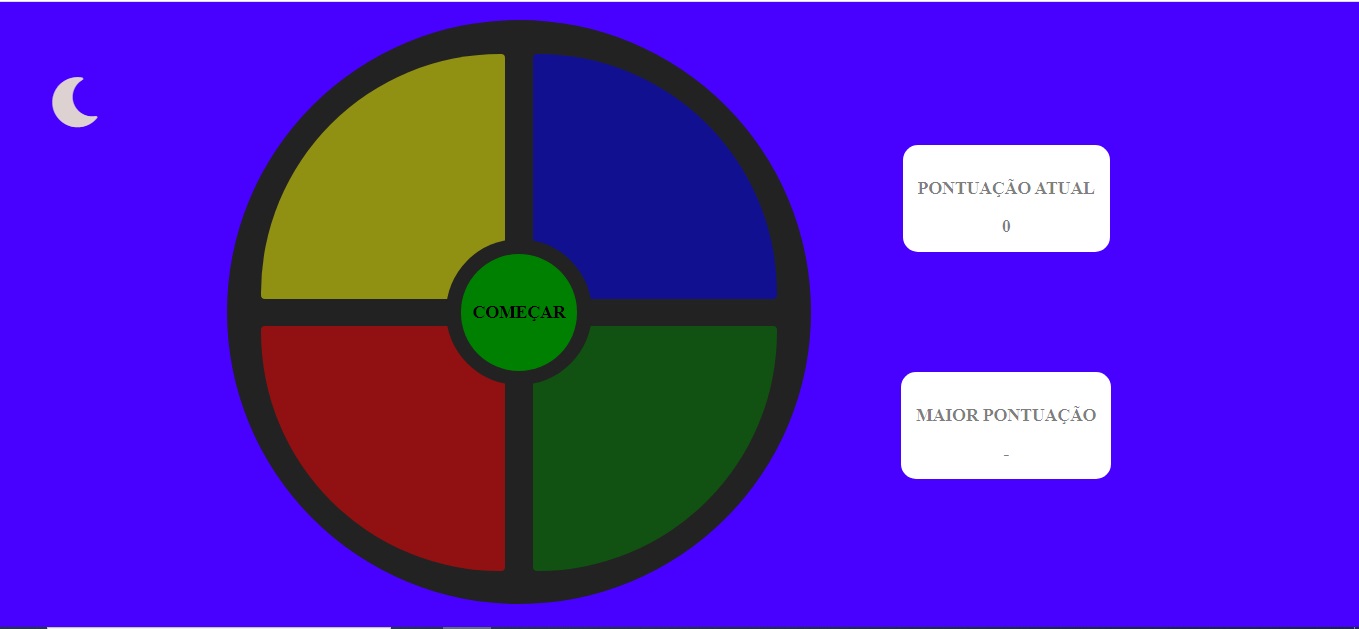 PONTUAÇÃO ATUAL
0
COMEÇAR
MAIOR PONTUAÇÃO
-